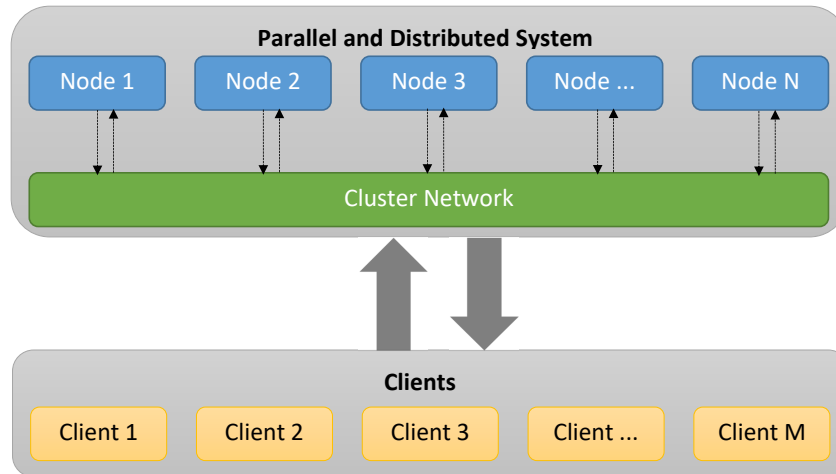 Parallel and Distributed System
Node 1
Node 2
Node 3
Node ...
Node N
Cluster Network
Clients
Client 1
Client 2
Client 3
Client ...
Client M